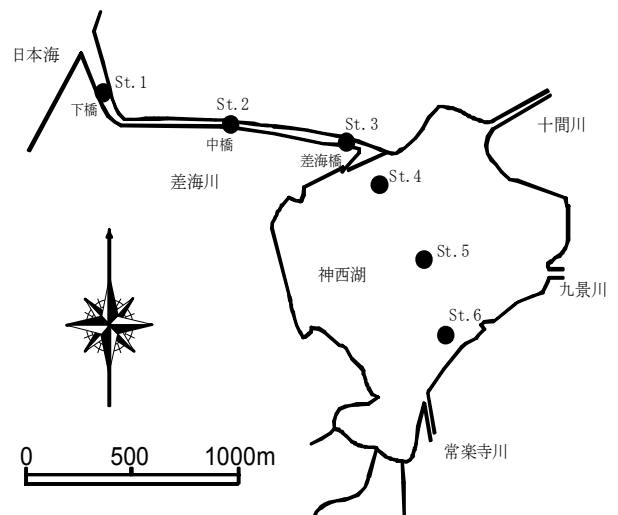 日本海
St.1
下橋
St.2
中橋
St.3
差海橋
差海川
十間川
St.4
St.5
神西湖
九景川
St.6
常楽寺川
0 500 1000m